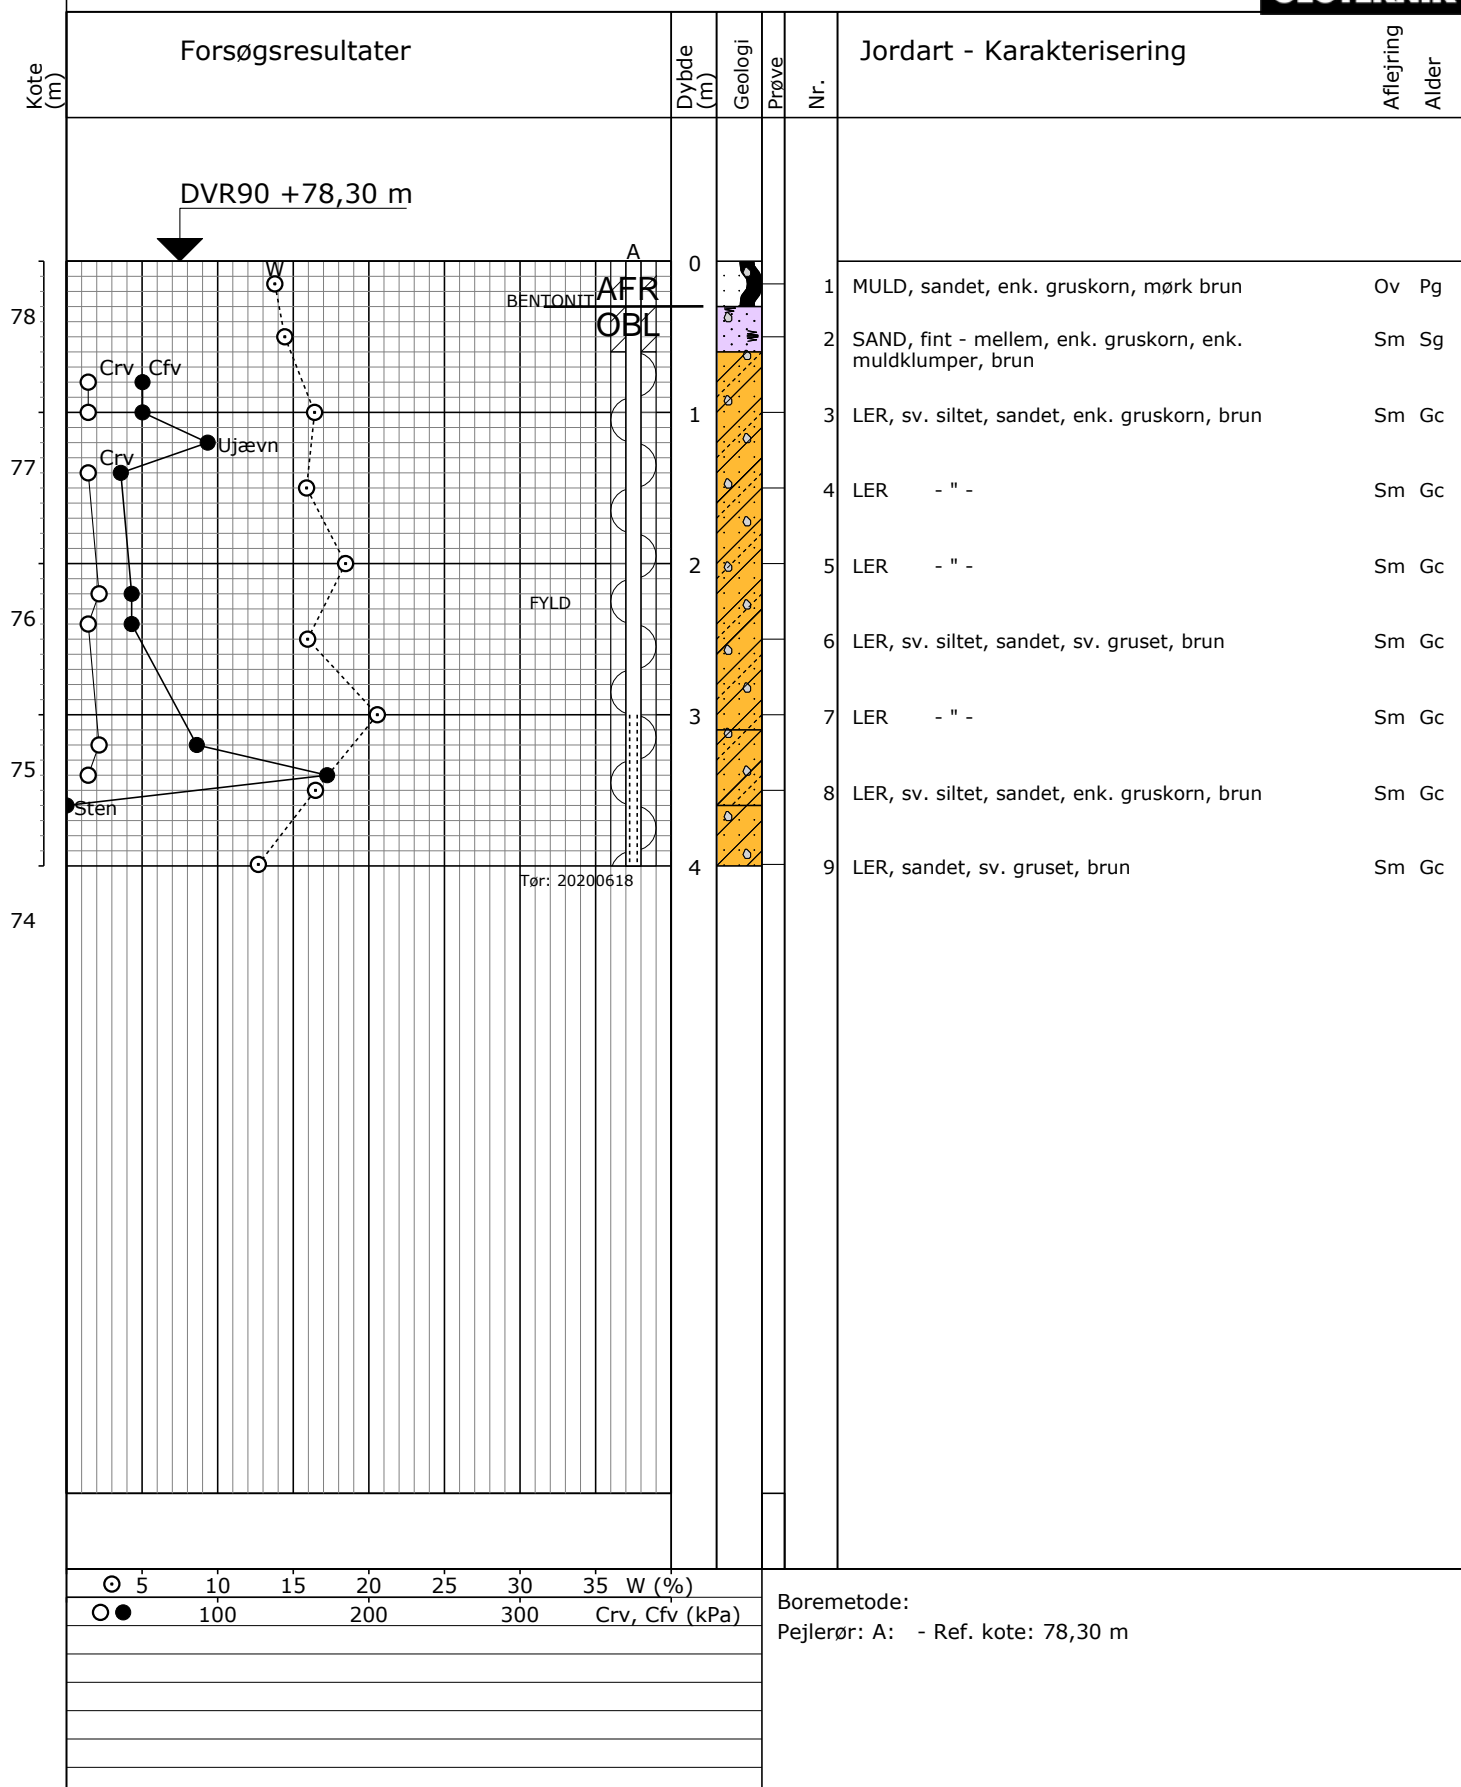 Forsøgsresultater
Kote (m)
Dybde (m)
Geologi
Prøve
Nr.
Jordart - Karakterisering
Aflejring
Alder
DVR90 +78,30 m
A
W
0
BENTONIT
AFR
OBL
1 MULD, sandet, enk. gruskorn, mørk brun Ov Pg
78
2 SAND, fint - mellem, enk. gruskorn, enk. Sm Sg
muldklumper, brun
Crv Cfv
1
3 LER, sv. siltet, sandet, enk. gruskorn, brun Sm Gc
Ujævn
Crv
77
4 LER - " - Sm Gc
2
5 LER - " - Sm Gc
FYLD
76
6 LER, sv. siltet, sandet, sv. gruset, brun Sm Gc
3
7 LER - " - Sm Gc
75
8 LER, sv. siltet, sandet, enk. gruskorn, brun Sm Gc
Sten
4
9 LER, sandet, sv. gruset, brun Sm Gc
Tør: 20200618
74
5 10 15 20 25 30 35 W (%)
100 200 300 Crv, Cfv (kPa)
Boremetode:
Pejlerør: A: - Ref. kote: 78,30 m